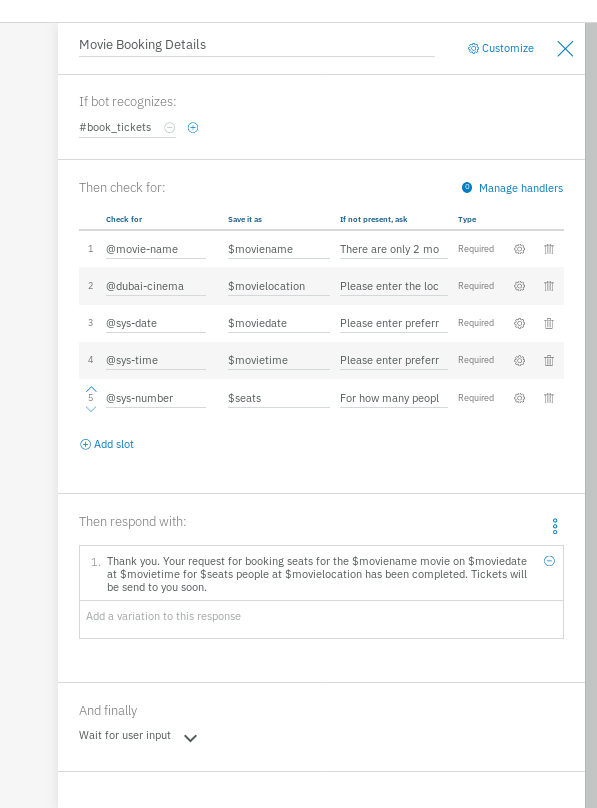 Movie Booking Details
Customize
If bot recognizes:
#book_tickets
Then check for:
0 Manage handlers
Check for Save it as If not present, ask Type
1 @movie-name $moviename There are only 2 mo Required
2 @dubai-cinema $movielocation Please enter the loc Required
3 @sys-date $moviedate Please enter preferr Required
4 @sys-time $movietime Please enter preferr Required
5 @sys-number $seats For how many peopl Required
Add slot
Then respond with:
1. Thank you. Your request for booking seats for the $moviename movie on $moviedate
at $movietime for $seats people at $movielocation has been completed. Tickets will
be send to you soon.
Add a variation to this response
And finally
Wait for user input